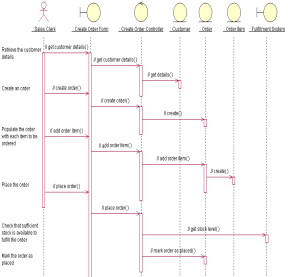 : Sales Clerk
: Create Order Form
: Create Order Controller
: Customer
: Order
: Order Item
: Fulfillment System
Retrieve the customer
details
// get customer details()
// get customer details()
// get details()
Create an order
// create order()
// create order()
// create()
Populate the order
with each item to be
ordered
// add order item()
// add order item()
// add order item()
// create()
Place the order
// place order()
// place order()
Check that sufficient
stock is available to
fulfill the order
// get stock level()
Mark the order as
placed
// mark order as placed()